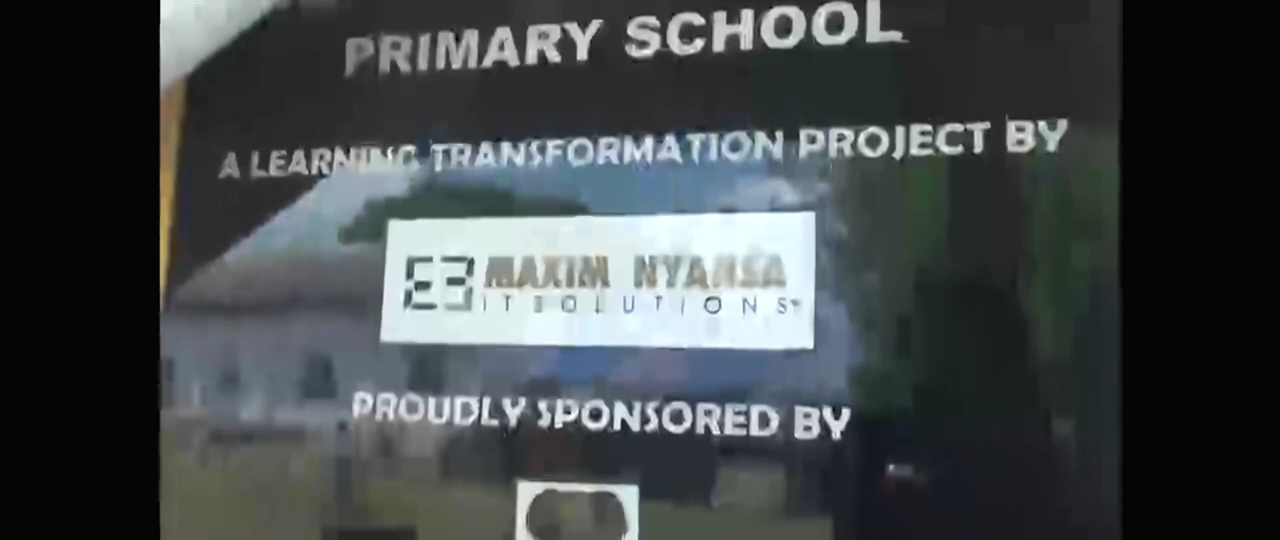 PRIMARY SCHOOL
A LEARNING TRANSFORMATION PROJECT BY
MAXIM NYANSA
IT SOLUTIONS
PROUDLY SPONSORED BY